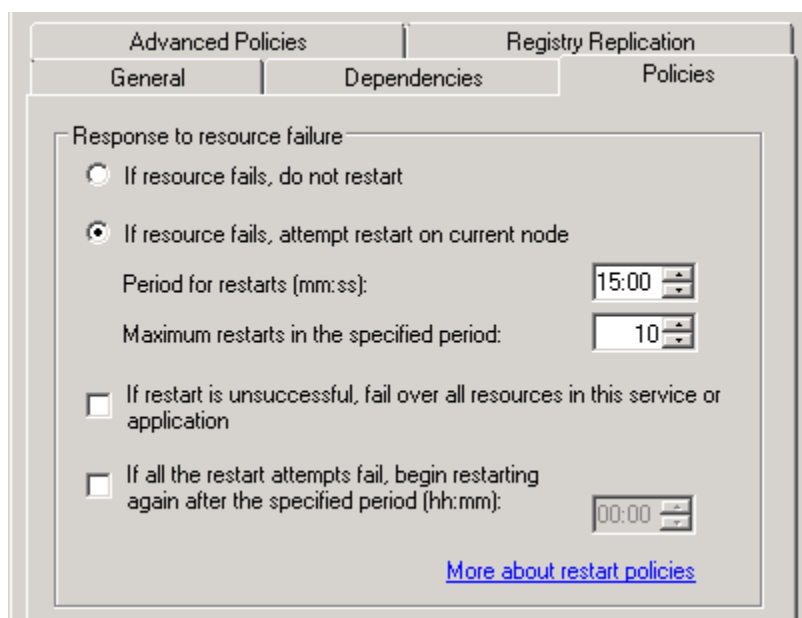 Advanced Policies
Registry Replication
General
Dependencies
Policies
Response to resource failure
If resource fails, do not restart
If resource fails, attempt restart on current node
Period for restarts (mm:ss):
15:00
Maximum restarts in the specified period:
10
If restart is unsuccessful, fail over all resources in this service or
application
If all the restart attempts fail, begin restarting
again after the specified period (hh:mm):
00:00
More about restart policies